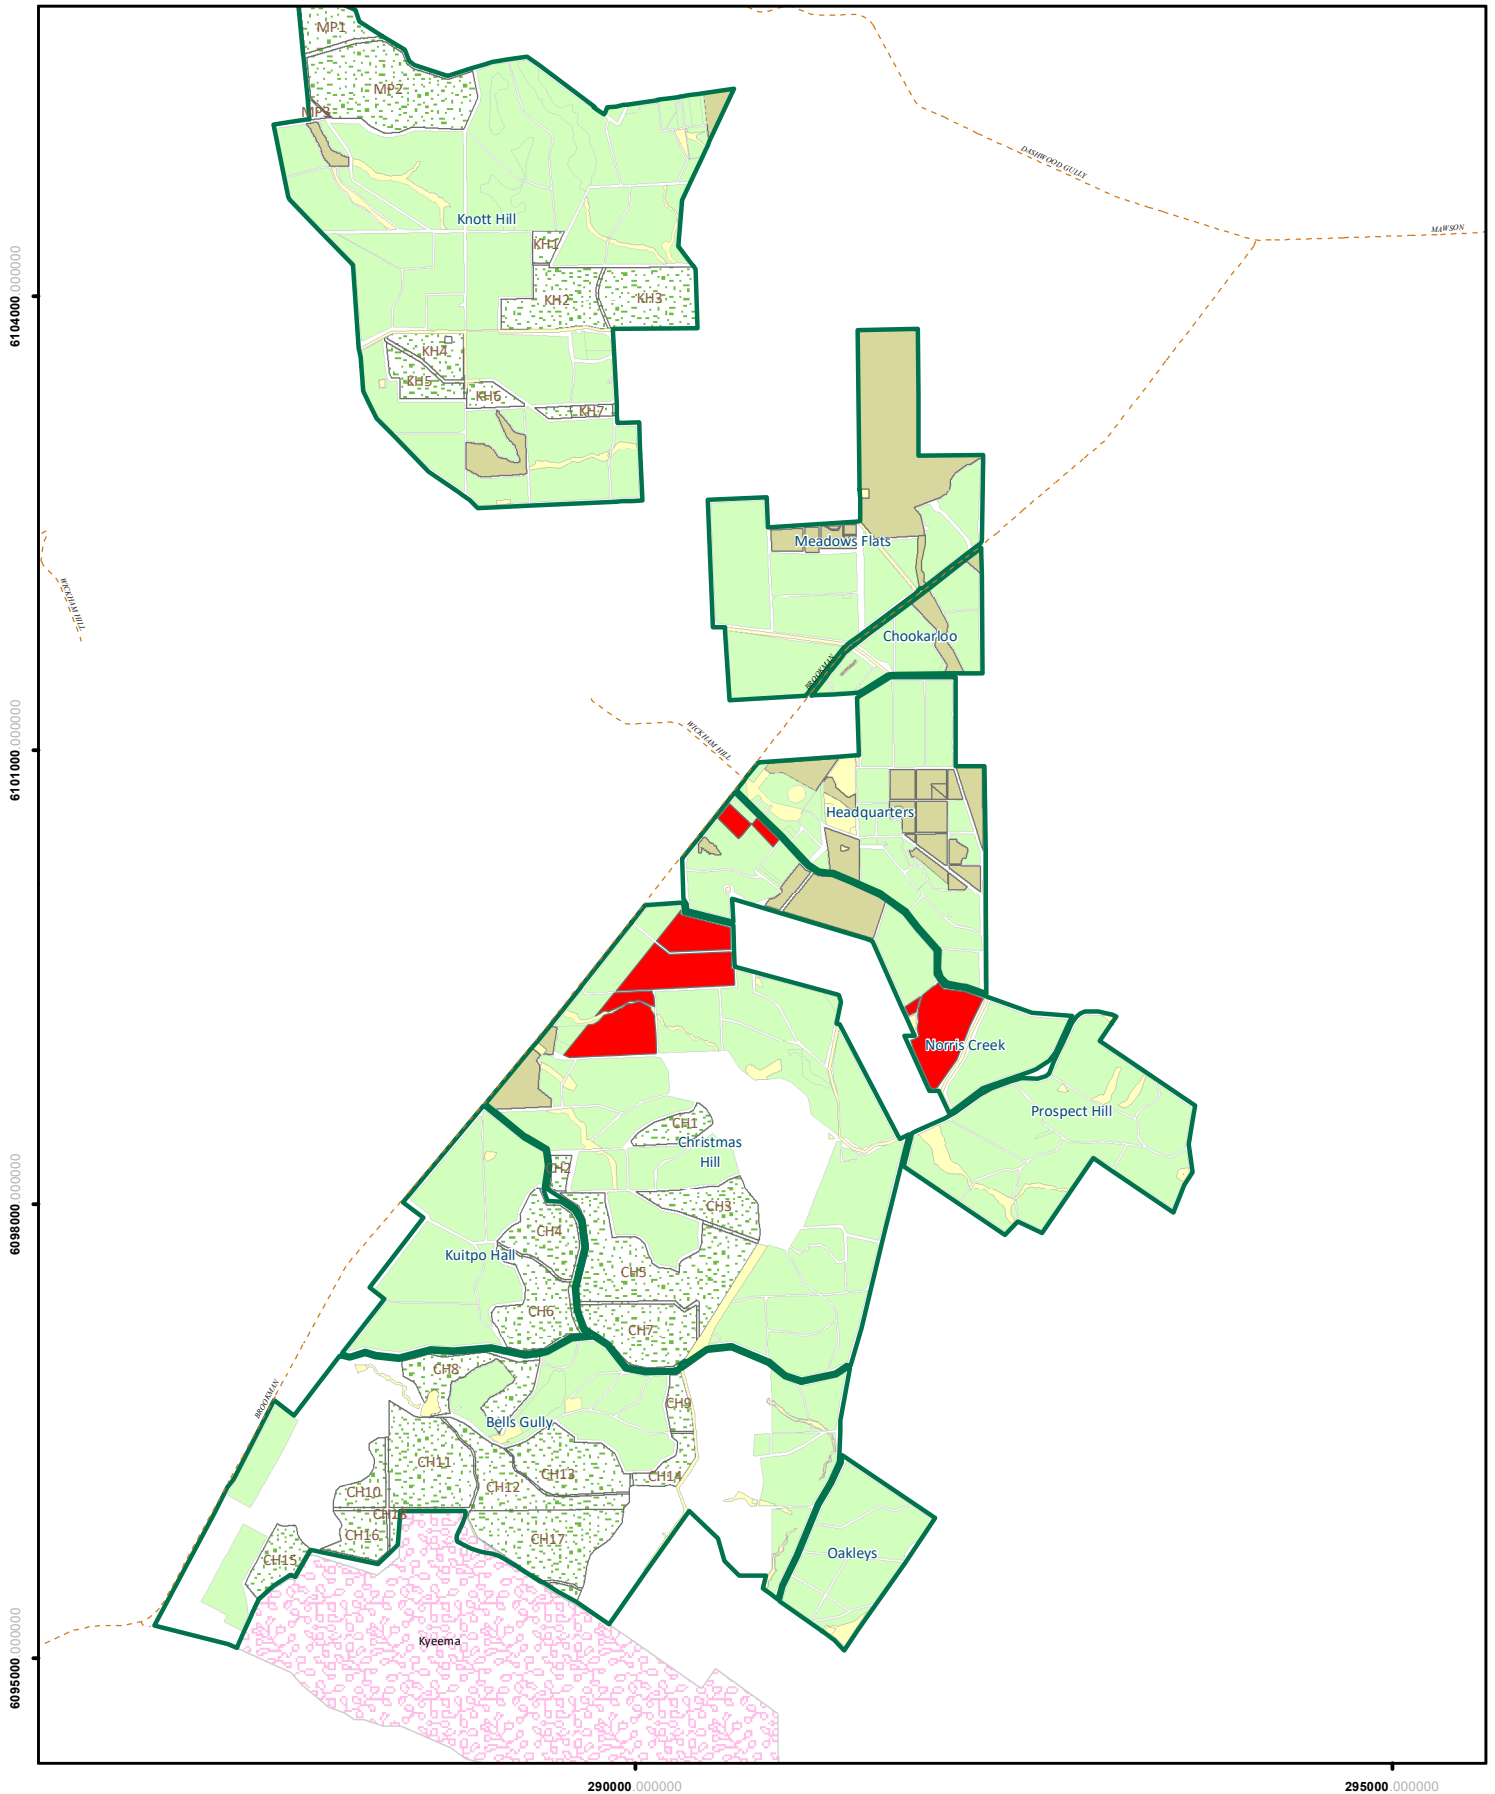 MP1
MP2
MP3
DASHWOOD GULLY
MAWSON
Knott Hill
KH1
KH2
KH3
6104000.000000
KH4
KH5
KH6
KH7
Meadows Flats
WICKHAM HILL
Chookarloo
BROOKMAN
WICKHAM HILL
6101000.000000
Headquarters
Norris Creek
Prospect Hill
CH1
Christmas
Hill
CH2
CH3
6098000.000000
CH4
Kuitpo Hall
CH5
CH6
CH7
CH8
BROOKMAN
CH9
Bells Gully
CH11
CH13
CH14
CH12
CH10
CH16
CH17
Oakleys
CH15
Kyeema
6095000.000000
290000.000000
295000.000000